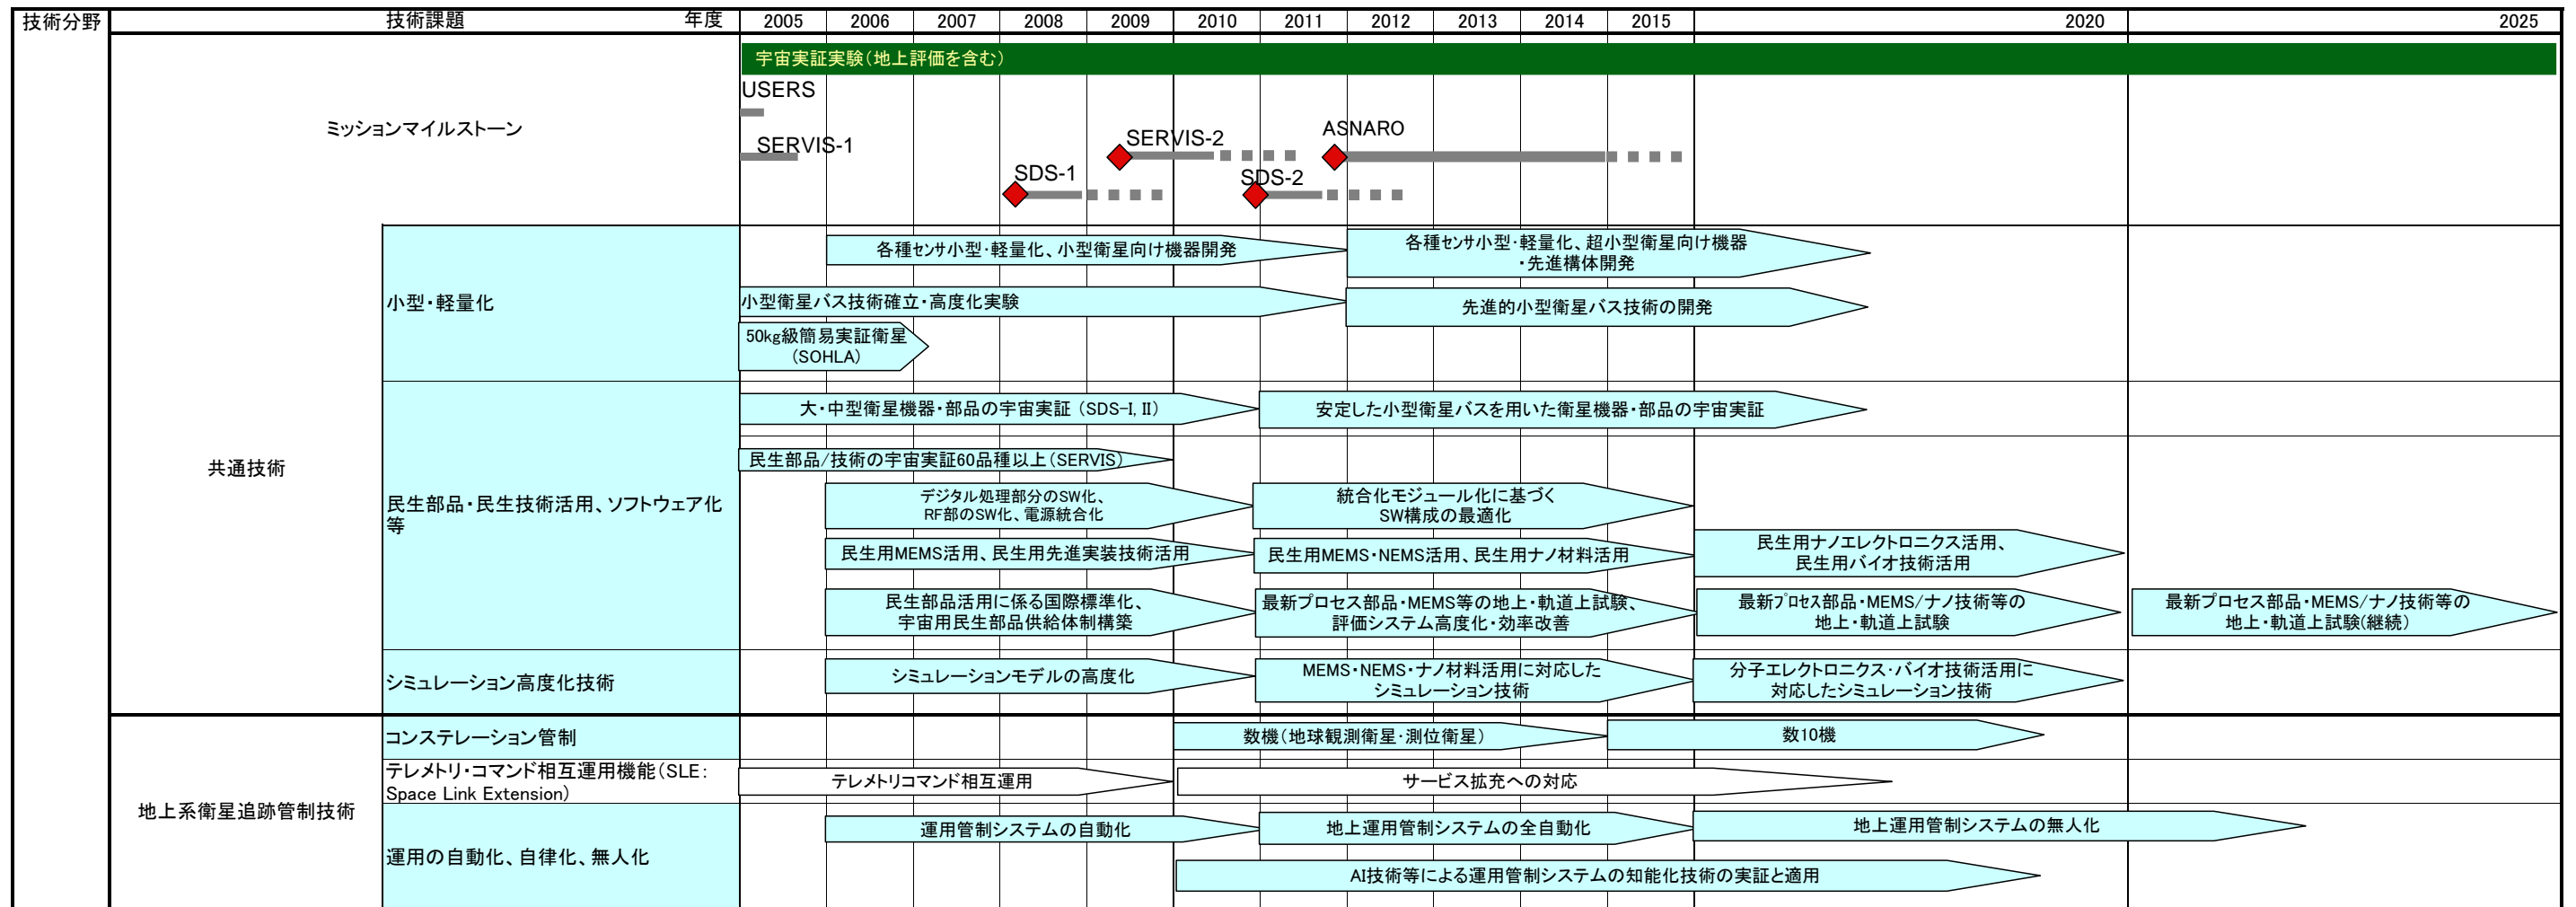 技術分野
技術課題
年度
2005
2006
2007
2008
2009
2010
2011
2012
2013
2014
2015
2020
2025
宇宙実証実験（地上評価を含む）
ミッションマイルストーン
USERS
SERVIS-1
SDS-1
SERVIS-2
SDS-2
ASNARO
共通技術
小型・軽量化
各種ｾﾝｻ小型・軽量化、小型衛星向け機器開発
各種ｾﾝｻ小型・軽量化、超小型衛星向け機器
・先進構体開発
小型衛星バス技術確立・高度化実験
先進的小型衛星バス技術の開発
50kg級簡易実証衛星
（SOHLA）
民生部品・民生技術活用、ソフトウェア化
等
大・中型衛星機器・部品の宇宙実証 （SDS-I, II）
安定した小型衛星バスを用いた衛星機器・部品の宇宙実証
民生部品/技術の宇宙実証60品種以上（SERVIS）
デジタル処理部分のSW化、
RF部のSW化、電源統合化
統合化モジュール化に基づく
SW構成の最適化
民生用MEMS活用、民生用先進実装技術活用
民生用MEMS・NEMS活用、民生用ナノ材料活用
民生用ナノエレクトロニクス活用、
民生用バイオ技術活用
民生部品活用に係る国際標準化、
宇宙用民生部品供給体制構築
最新プロセス部品・MEMS等の地上・軌道上試験、
評価システム高度化・効率改善
最新ﾌﾟﾛｾｽ部品・MEMS/ナノ技術等の
地上・軌道上試験
最新プロセス部品・MEMS/ナノ技術等の
地上・軌道上試験(継続）
シミュレーション高度化技術
シミュレーションモデルの高度化
MEMS・NEMS・ナノ材料活用に対応した
シミュレーション技術
分子エレクトロニクス・バイオ技術活用に
対応したシミュレーション技術
地上系衛星追跡管制技術
コンステレーション管制
数機（地球観測衛星・測位衛星）
数10機
テレメトリ・コマンド相互運用機能（SLE：
Space Link Extension）
テレメトリコマンド相互運用
サービス拡充への対応
運用の自動化、自律化、無人化
運用管制システムの自動化
地上運用管制システムの全自動化
地上運用管制システムの無人化
AI技術等による運用管制システムの知能化技術の実証と適用